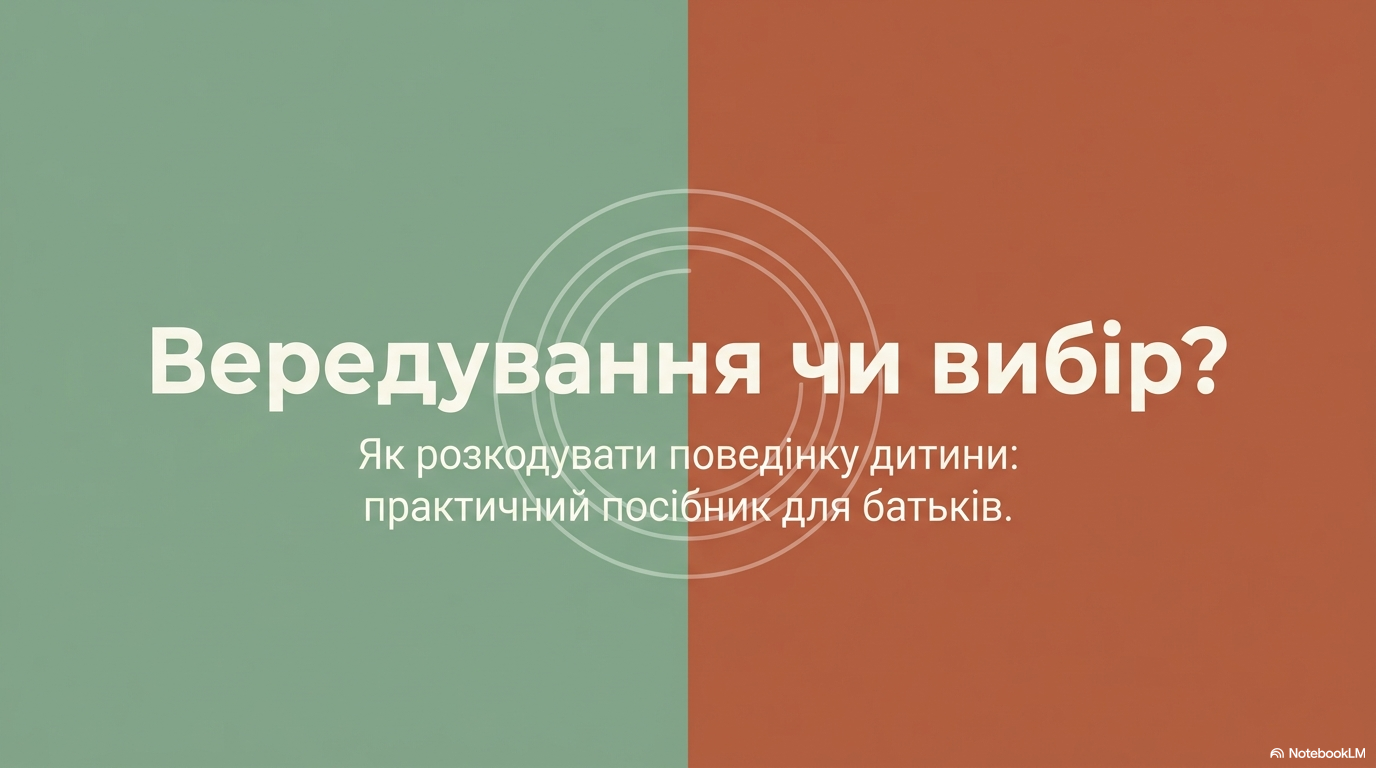 Вередування чи вибір?
Як розкодувати поведінку дитини:
практичний посібник для батьків.
NotebookLM